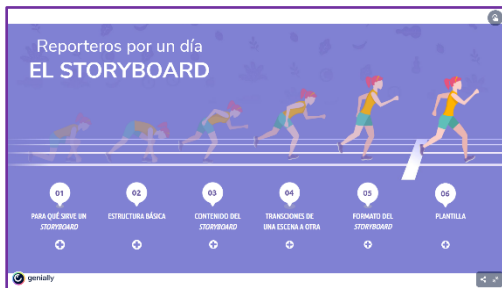 Reporteros por un día
EL STORYBOARD
01
02
03
04
05
06
PARA QUÉ SIRVE UN
STORYBOARD
ESTRUCTURA BÁSICA
CONTENIDO DEL
STORYBOARD
TRANSICIONES DE
UNA ESCENA A OTRA
FORMATO DEL
STORYBOARD
PLANTILLA
genially